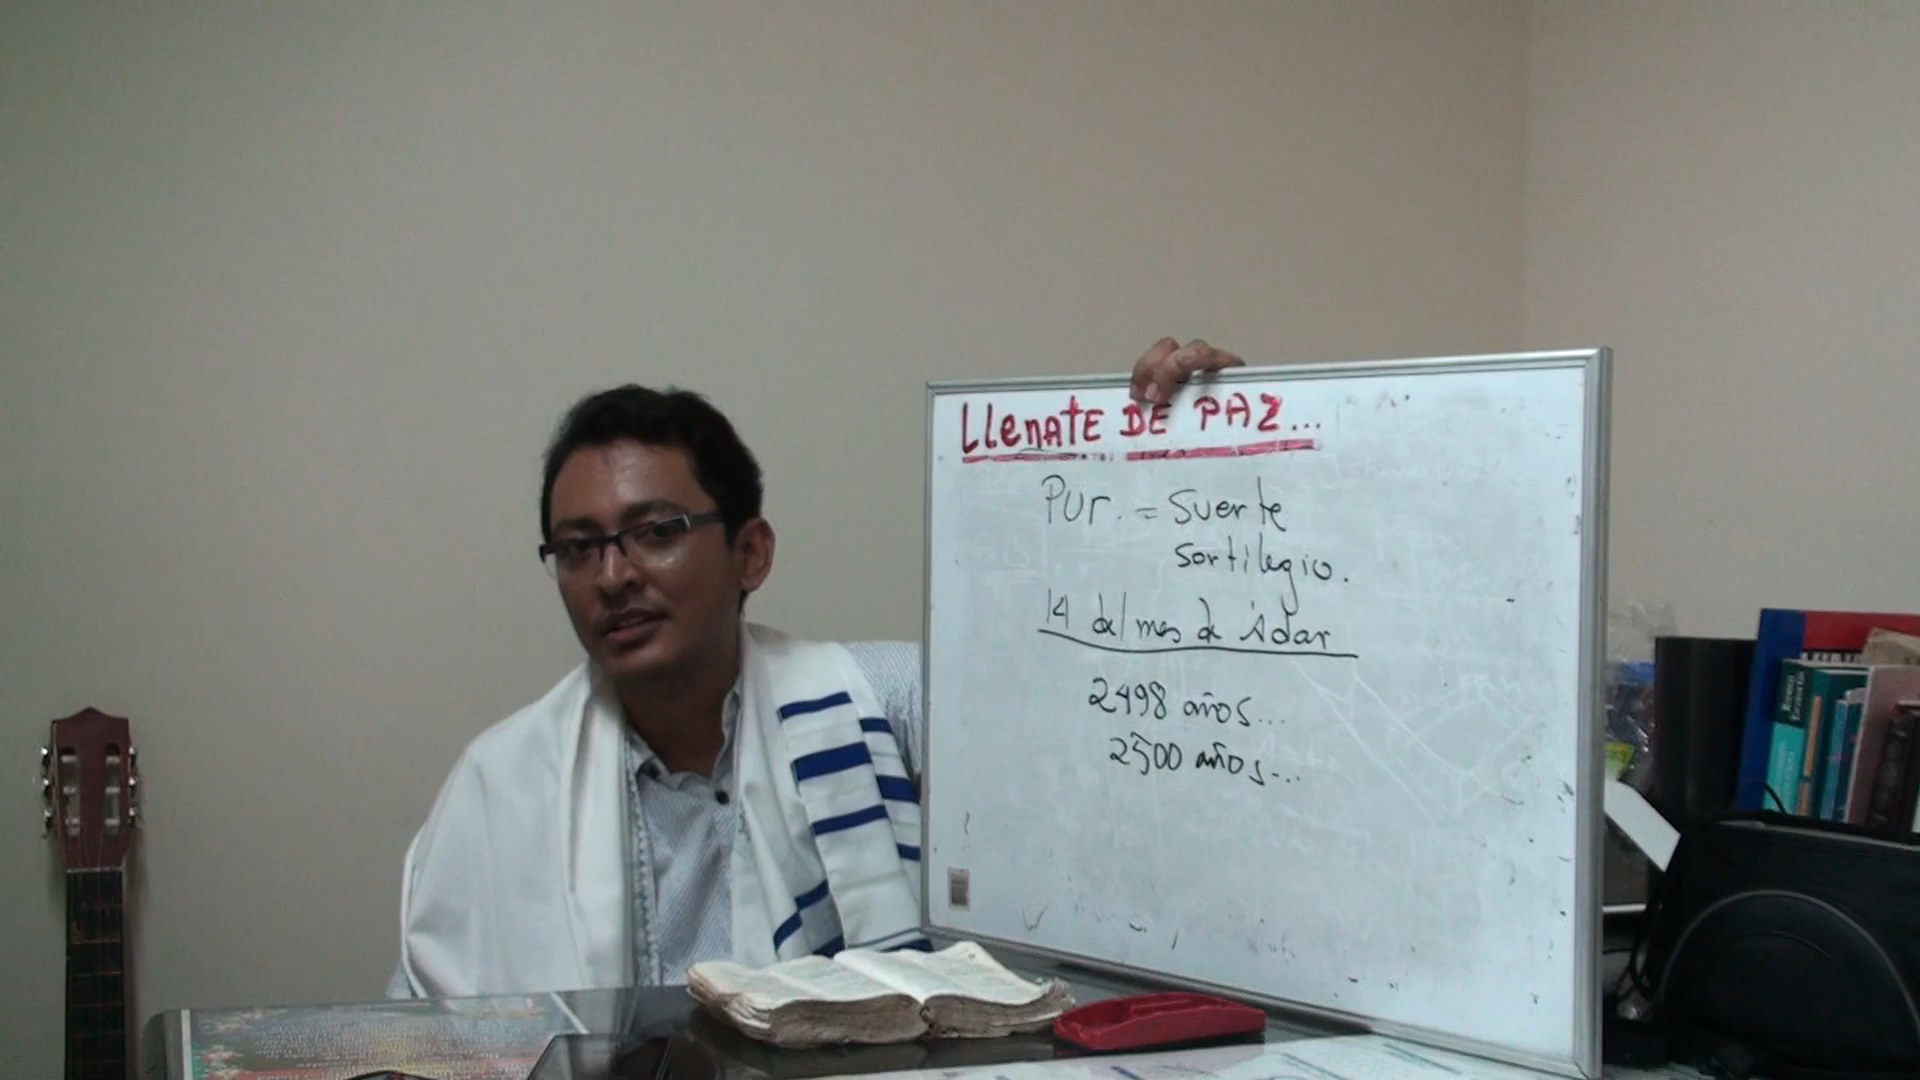 LLenATE DE PAZ...
Pur. = suerte
sortilegio.
14 del mes de Adar
2498 años...
2500 años...